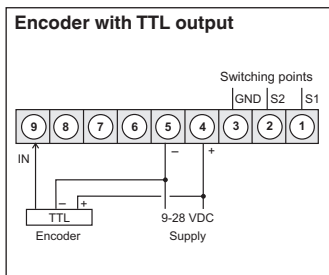 Encoder with TTL output
Switching points
GND S2 S1
9 8 7 6 5 4 3 2 1
IN – +
– +
TTL 9-28 VDC
Encoder Supply